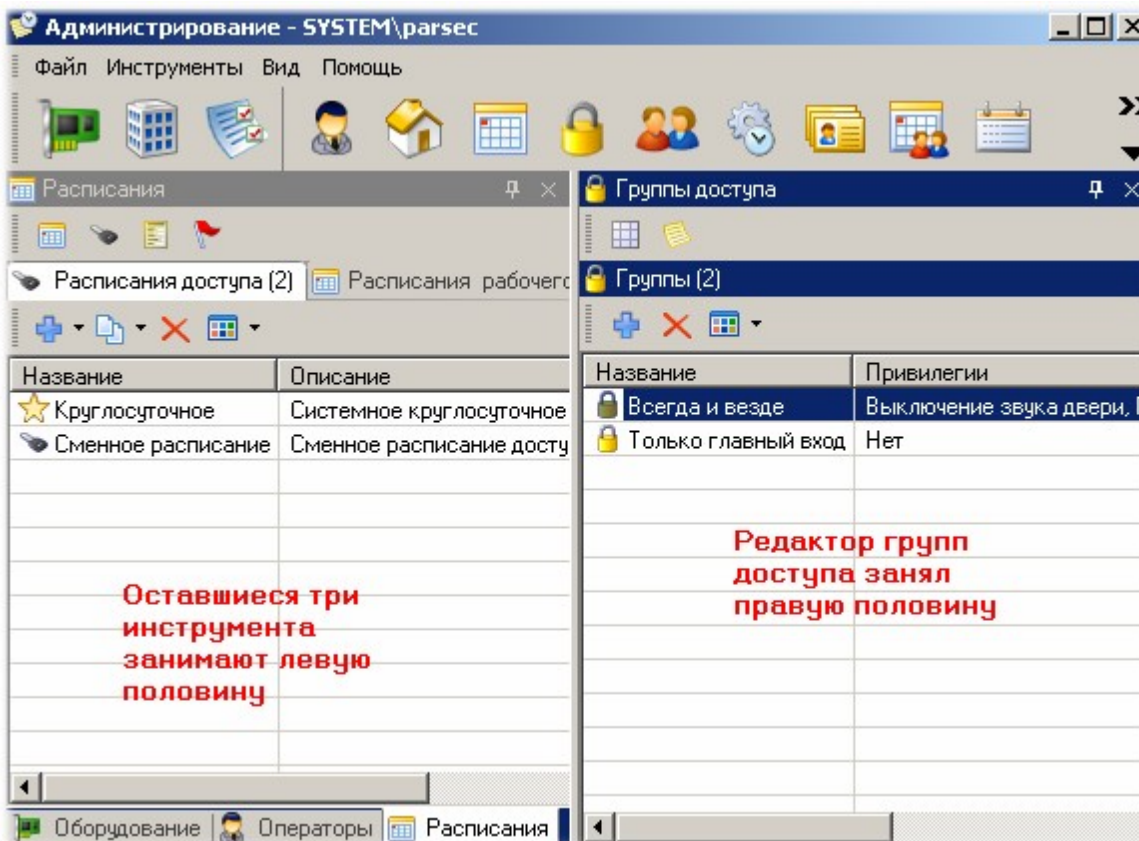 Администрирование - SYSTEM\parsec
Файл Инструменты Вид Помощь
Расписания
Расписания доступа (2) Расписания рабочего
Название Описание
Круглосуточное Системное круглосуточное
Сменное расписание Сменное расписание досту
Оставшиеся три
инструмента
занимают левую
половину
Оборудование Операторы Расписания
Группы доступа
Группы (2)
Название Привилегии
Всегда и везде Выключение звука двери,
Только главный вход Нет
Редактор групп
доступа занял
правую половину